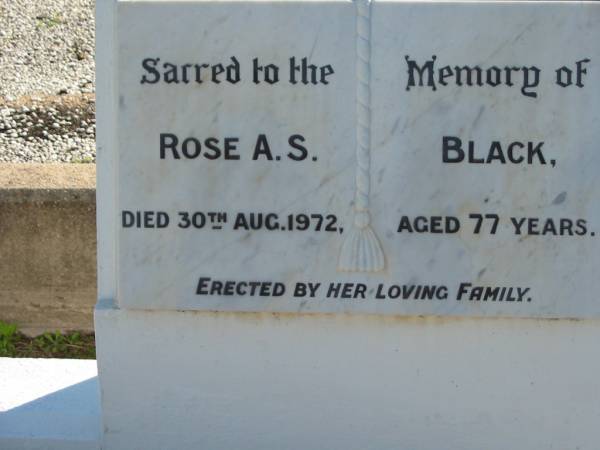 Sacred to the Memory of
ROSE A. S. BLACK,
DIED 30TH AUG. 1972, AGED 77 YEARS.
ERECTED BY HER LOVING FAMILY.